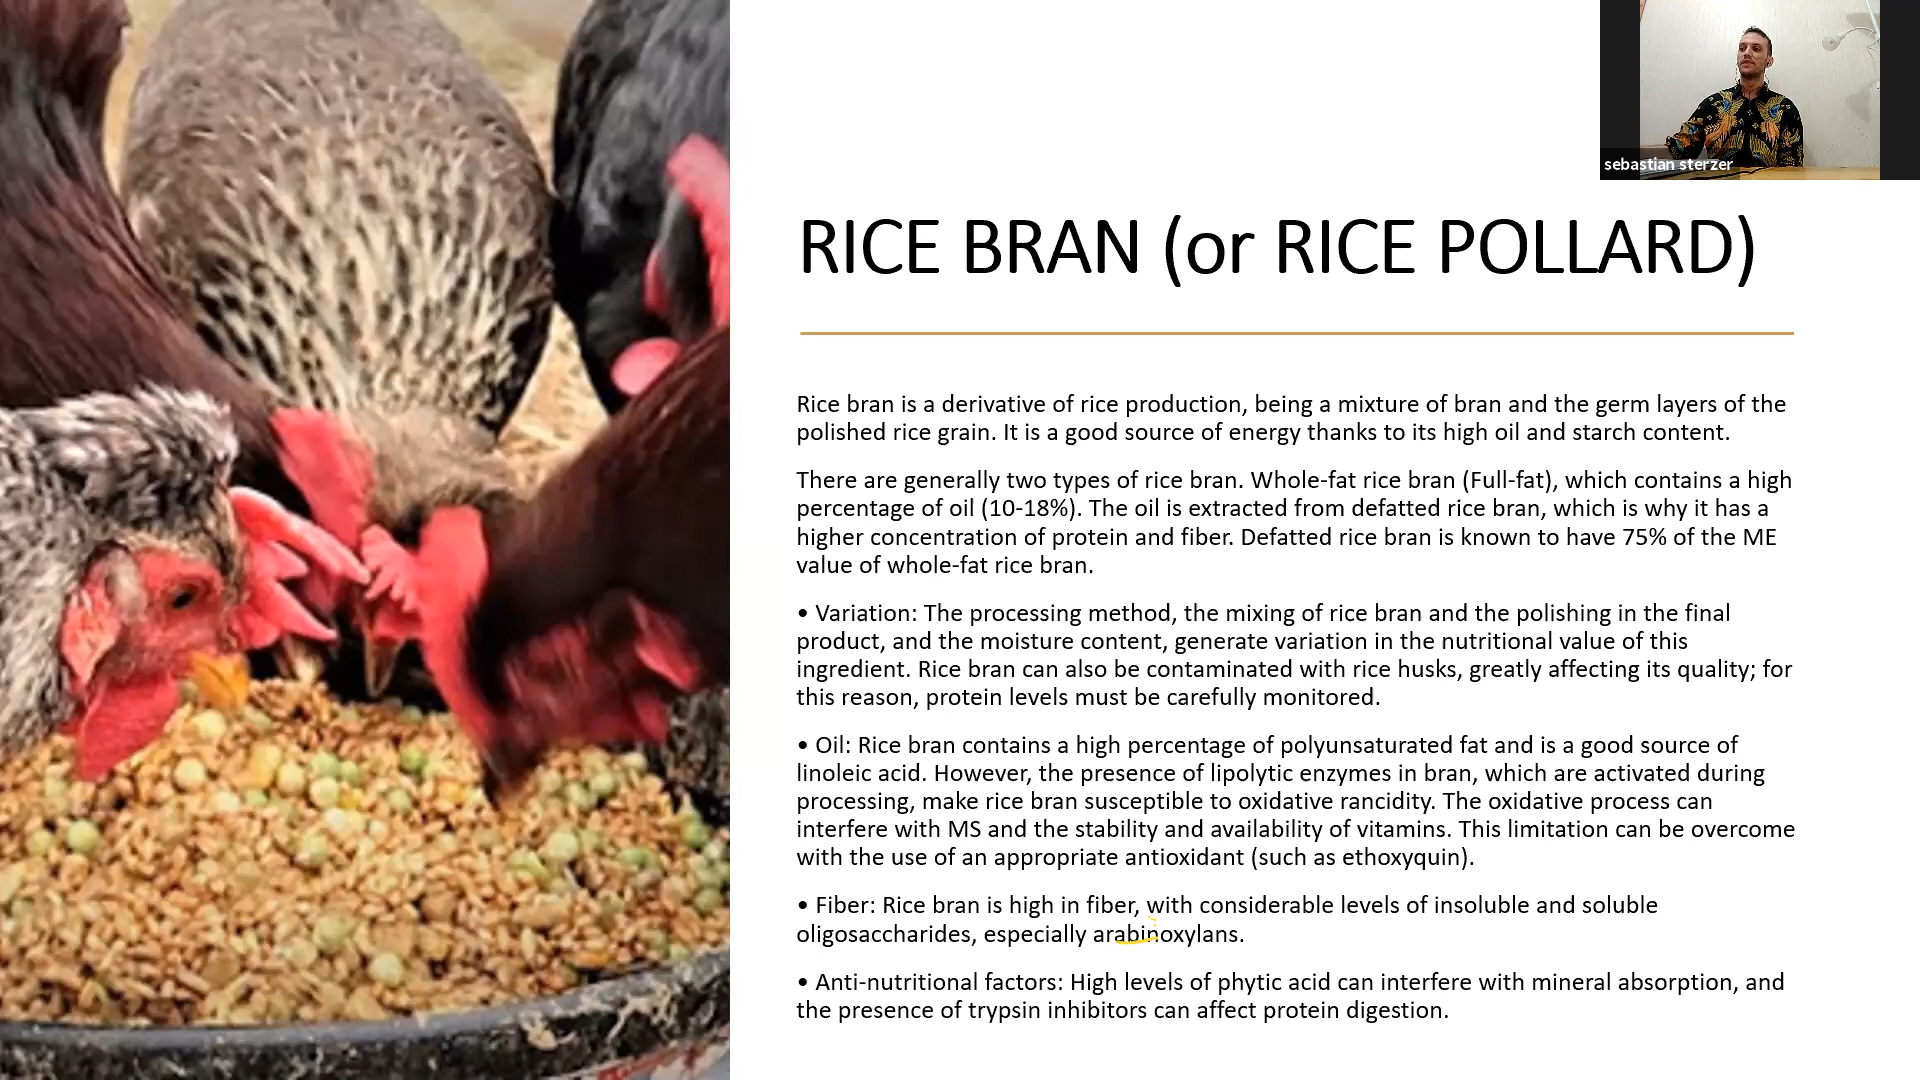 sebastian sterzer
RICE BRAN (or RICE POLLARD)
Rice bran is a derivative of rice production, being a mixture of bran and the germ layers of the
polished rice grain. It is a good source of energy thanks to its high oil and starch content.
There are generally two types of rice bran. Whole-fat rice bran (Full-fat), which contains a high
percentage of oil (10-18%). The oil is extracted from defatted rice bran, which is why it has a
higher concentration of protein and fiber. Defatted rice bran is known to have 75% of the ME
value of whole-fat rice bran.
• Variation: The processing method, the mixing of rice bran and the polishing in the final
product, and the moisture content, generate variation in the nutritional value of this
ingredient. Rice bran can also be contaminated with rice husks, greatly affecting its quality; for
this reason, protein levels must be carefully monitored.
• Oil: Rice bran contains a high percentage of polyunsaturated fat and is a good source of
linoleic acid. However, the presence of lipolytic enzymes in bran, which are activated during
processing, make rice bran susceptible to oxidative rancidity. The oxidative process can
interfere with MS and the stability and availability of vitamins. This limitation can be overcome
with the use of an appropriate antioxidant (such as ethoxyquin).
• Fiber: Rice bran is high in fiber, with considerable levels of insoluble and soluble
oligosaccharides, especially arabinoxylans.
• Anti-nutritional factors: High levels of phytic acid can interfere with mineral absorption, and
the presence of trypsin inhibitors can affect protein digestion.